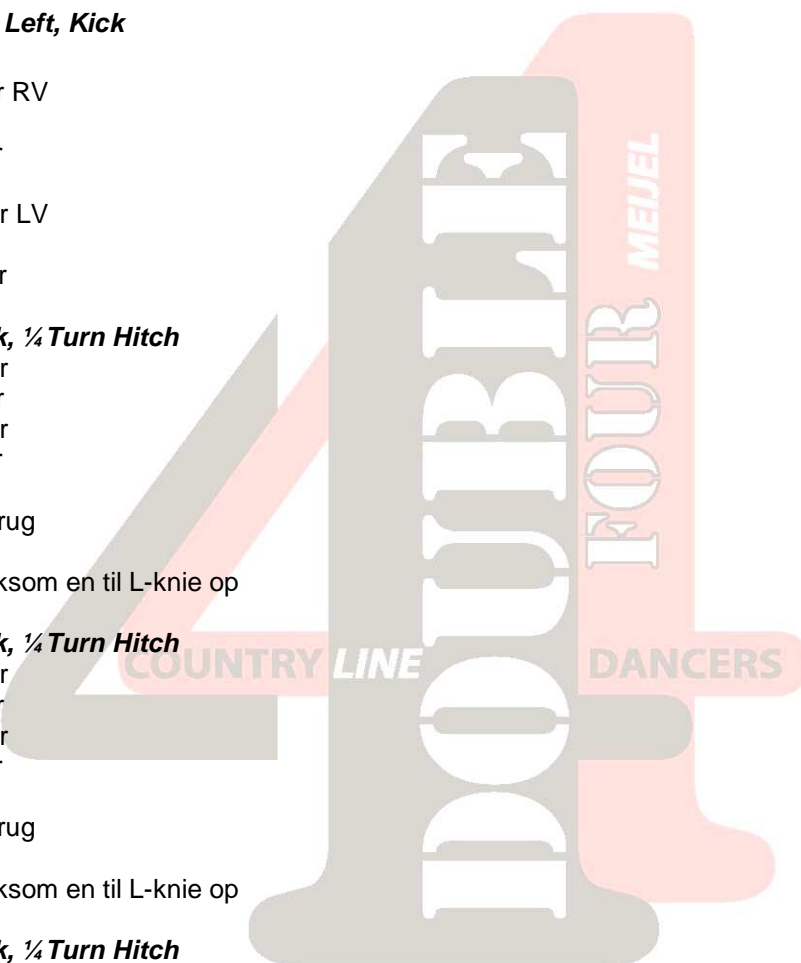 Left, Kick
r RV
r
r LV
r
k, ¼ Turn Hitch
r
r
r
r
rug
ksom en til L-knie op
k, ¼ Turn Hitch
r
r
r
r
rug
ksom en til L-knie op
k, ¼ Turn Hitch
DOUBLE
FOUR MEIJEL
COUNTRY LINE DANCERS